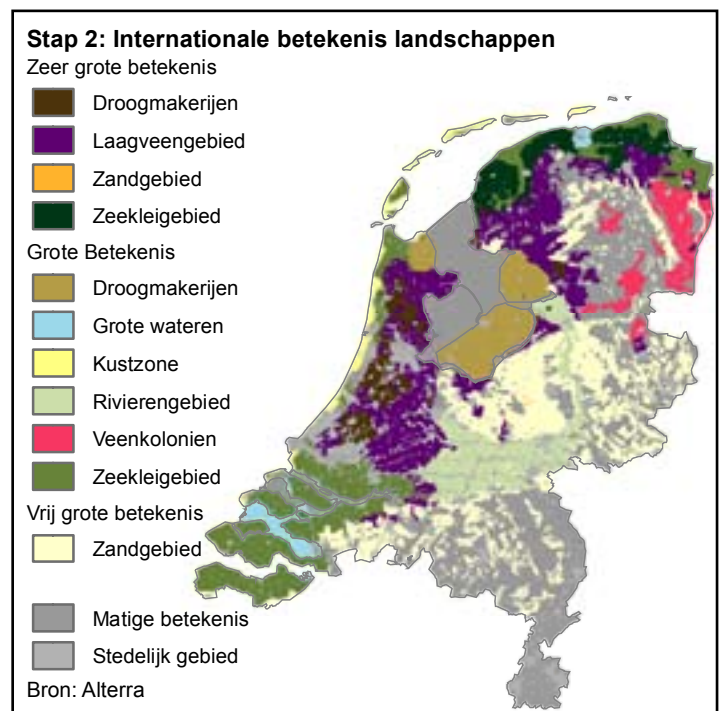 Stap 2: Internationale betekenis landschappen
Zeer grote betekenis
Droogmakerijen
Laagveengebied
Zandgebied
Zeekleigebied
Grote Betekenis
Droogmakerijen
Grote wateren
Kustzone
Rivierengebied
Veenkolonien
Zeekleigebied
Vrij grote betekenis
Zandgebied
Matige betekenis
Stedelijk gebied
Bron: Alterra